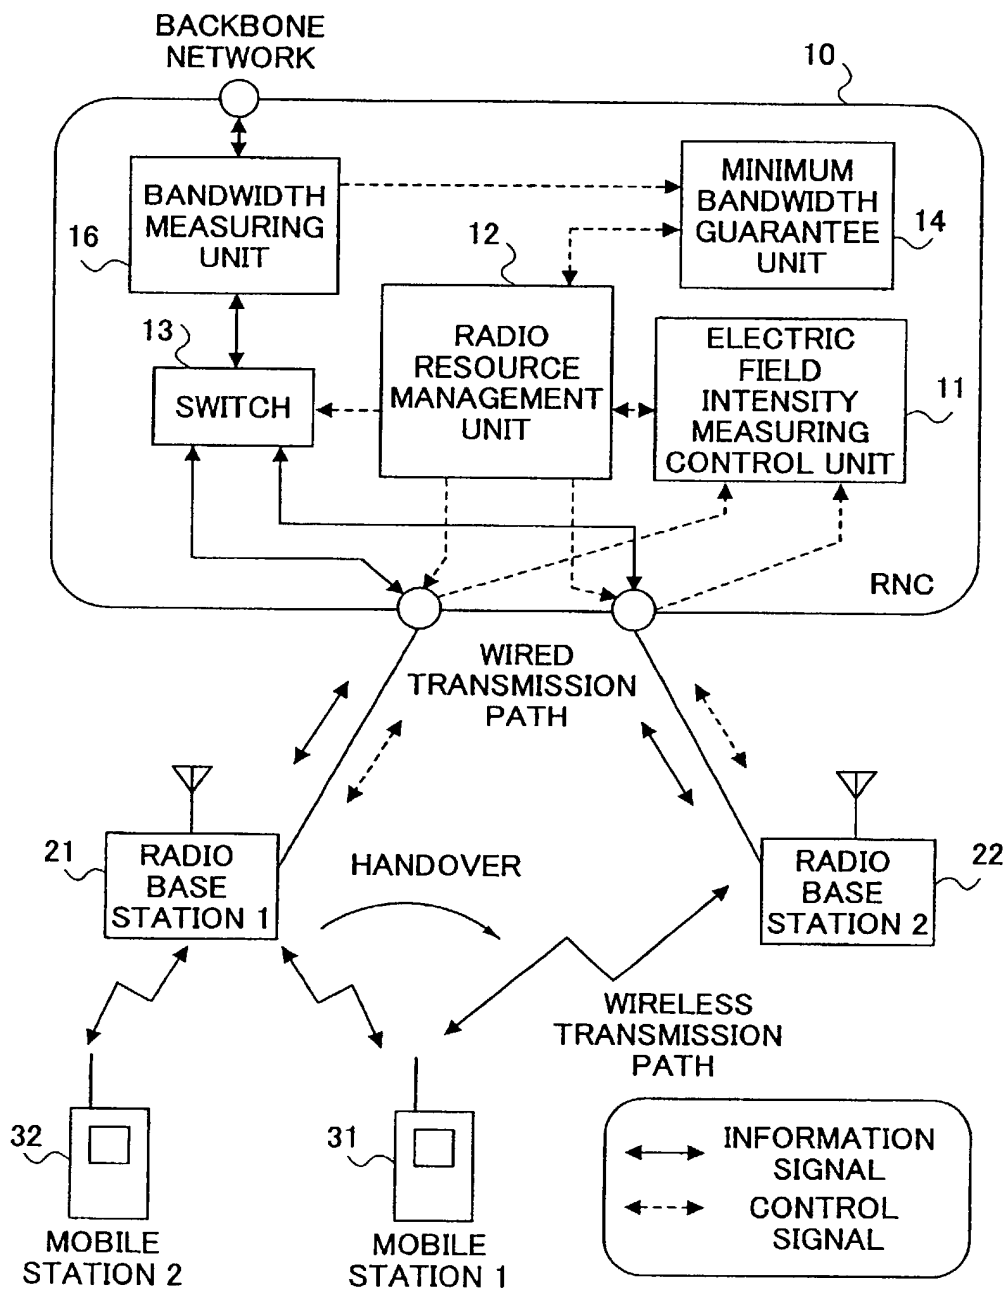 BACKBONE
NETWORK
10
BANDWIDTH
MEASURING
UNIT
16
MINIMUM
BANDWIDTH
GUARANTEE
UNIT
14
12
RADIO
RESOURCE
MANAGEMENT
UNIT
13
SWITCH
ELECTRIC
FIELD
INTENSITY
MEASURING
CONTROL UNIT
11
RNC
WIRED
TRANSMISSION
PATH
21
RADIO
BASE
STATION 1
HANDOVER
RADIO
BASE
STATION 2
22
WIRELESS
TRANSMISSION
PATH
32
MOBILE
STATION 2
31
MOBILE
STATION 1
INFORMATION
SIGNAL
CONTROL
SIGNAL